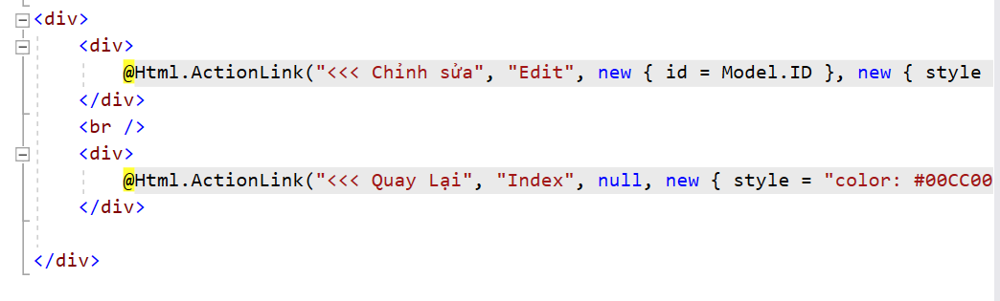 <div>
<div>
@Html.ActionLink("<<< Chỉnh sửa", "Edit", new { id = Model.ID }, new { style
</div>
<br />
<div>
@Html.ActionLink("<<< Quay Lại", "Index", null, new { style = "color: #00CC00
</div>
</div>